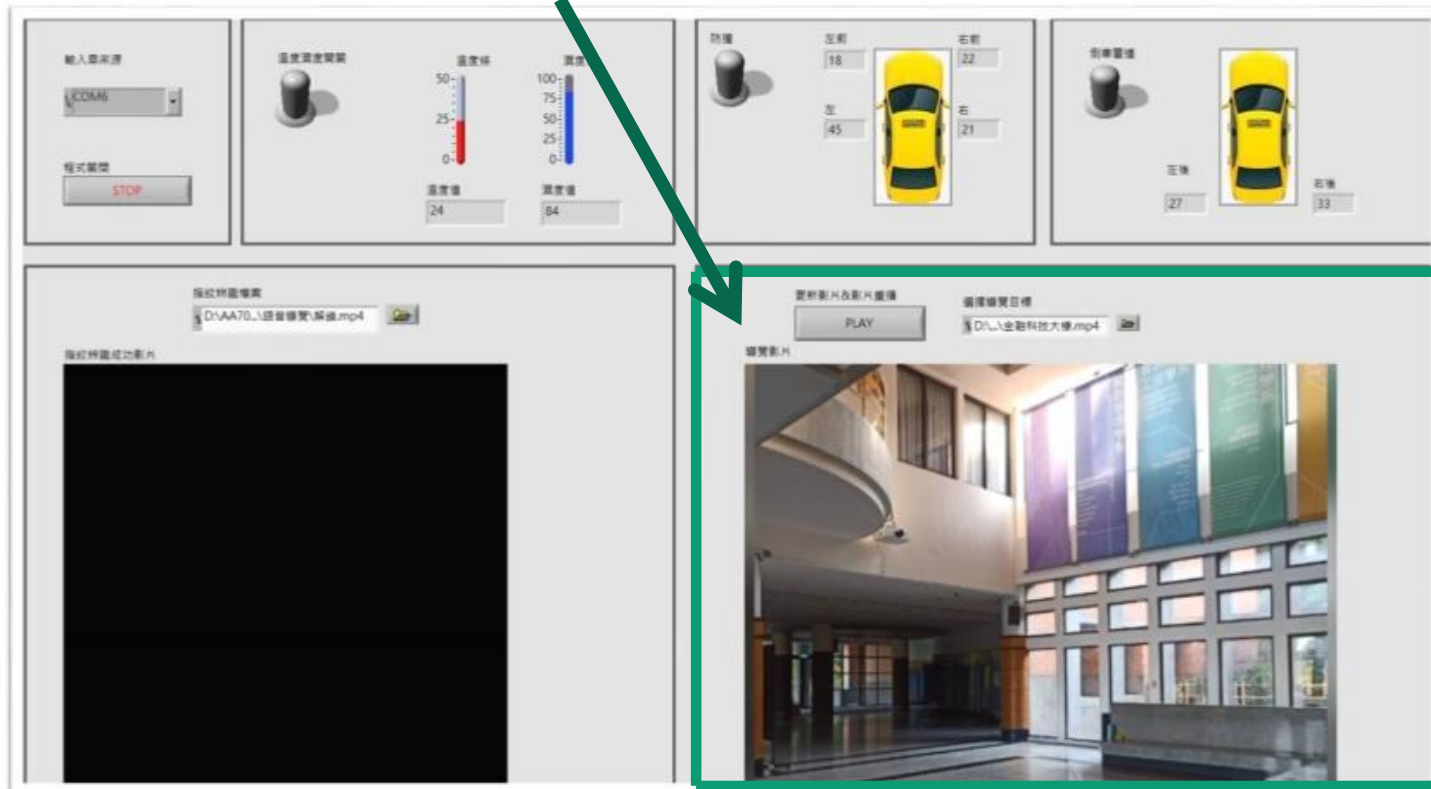 輸入章來源
COM6
程式關閉
STOP
溫度濕度開關
溫度條
50
25
0
濕度
100
75
50
25
0
溫度值
24
濕度值
84
防撞
左前
18
右前
22
左
45
右
21
倒車雷達
左後
27
右後
33
指紋辨識檔案
D:\AA70...\語音導覽\解鎖.mp4
指紋辨識成功影片
更新影片&影片重播
PLAY
選擇導覽目標
D:\...\金融科技大樓.mp4
導覽影片